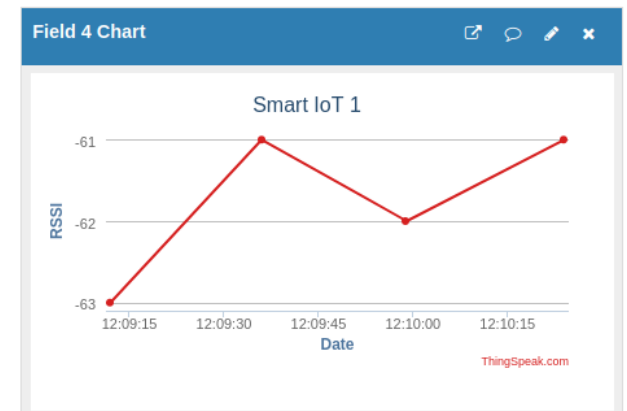 Field 4 Chart
Smart IoT 1
-61
-62
-63
RSSI
12:09:15 12:09:30 12:09:45 12:10:00 12:10:15
Date
ThingSpeak.com